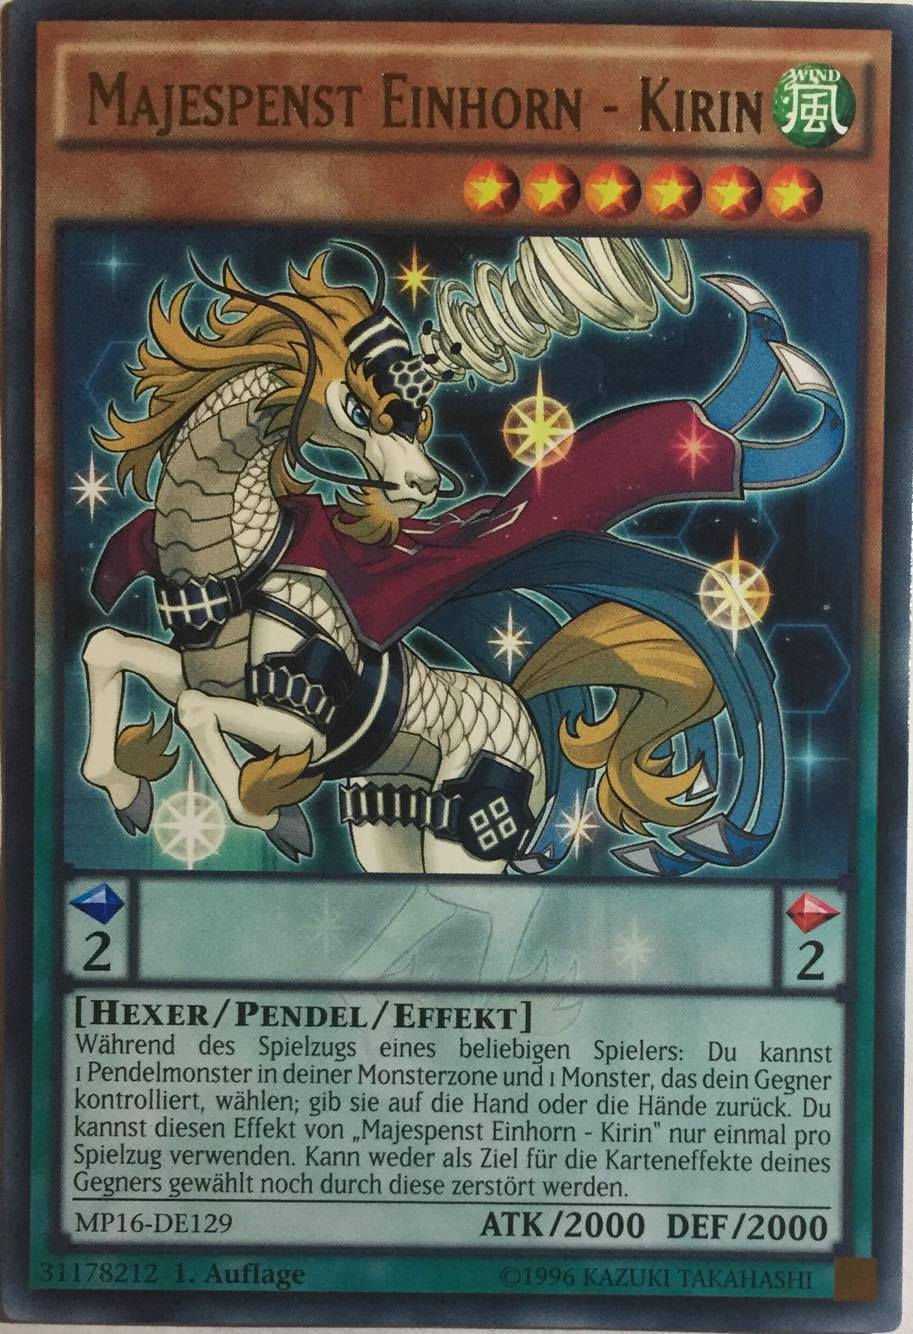 MAJESPENST EINHORN - KIRIN
WIND
風
2
2
[HEXER/PENDEL/EFFEKT]
Während des Spielzugs eines beliebigen Spielers: Du kannst
1 Pendelmonster in deiner Monsterzone und 1 Monster, das dein Gegner
kontrolliert, wählen; gib sie auf die Hand oder die Hände zurück. Du
kannst diesen Effekt von „Majespenst Einhorn - Kirin" nur einmal pro
Spielzug verwenden. Kann weder als Ziel für die Karteneffekte deines
Gegners gewählt noch durch diese zerstört werden.
MP16-DE129
ATK/2000 DEF/2000
31178212 1. Auflage
©1996 KAZUKI TAKAHASHI